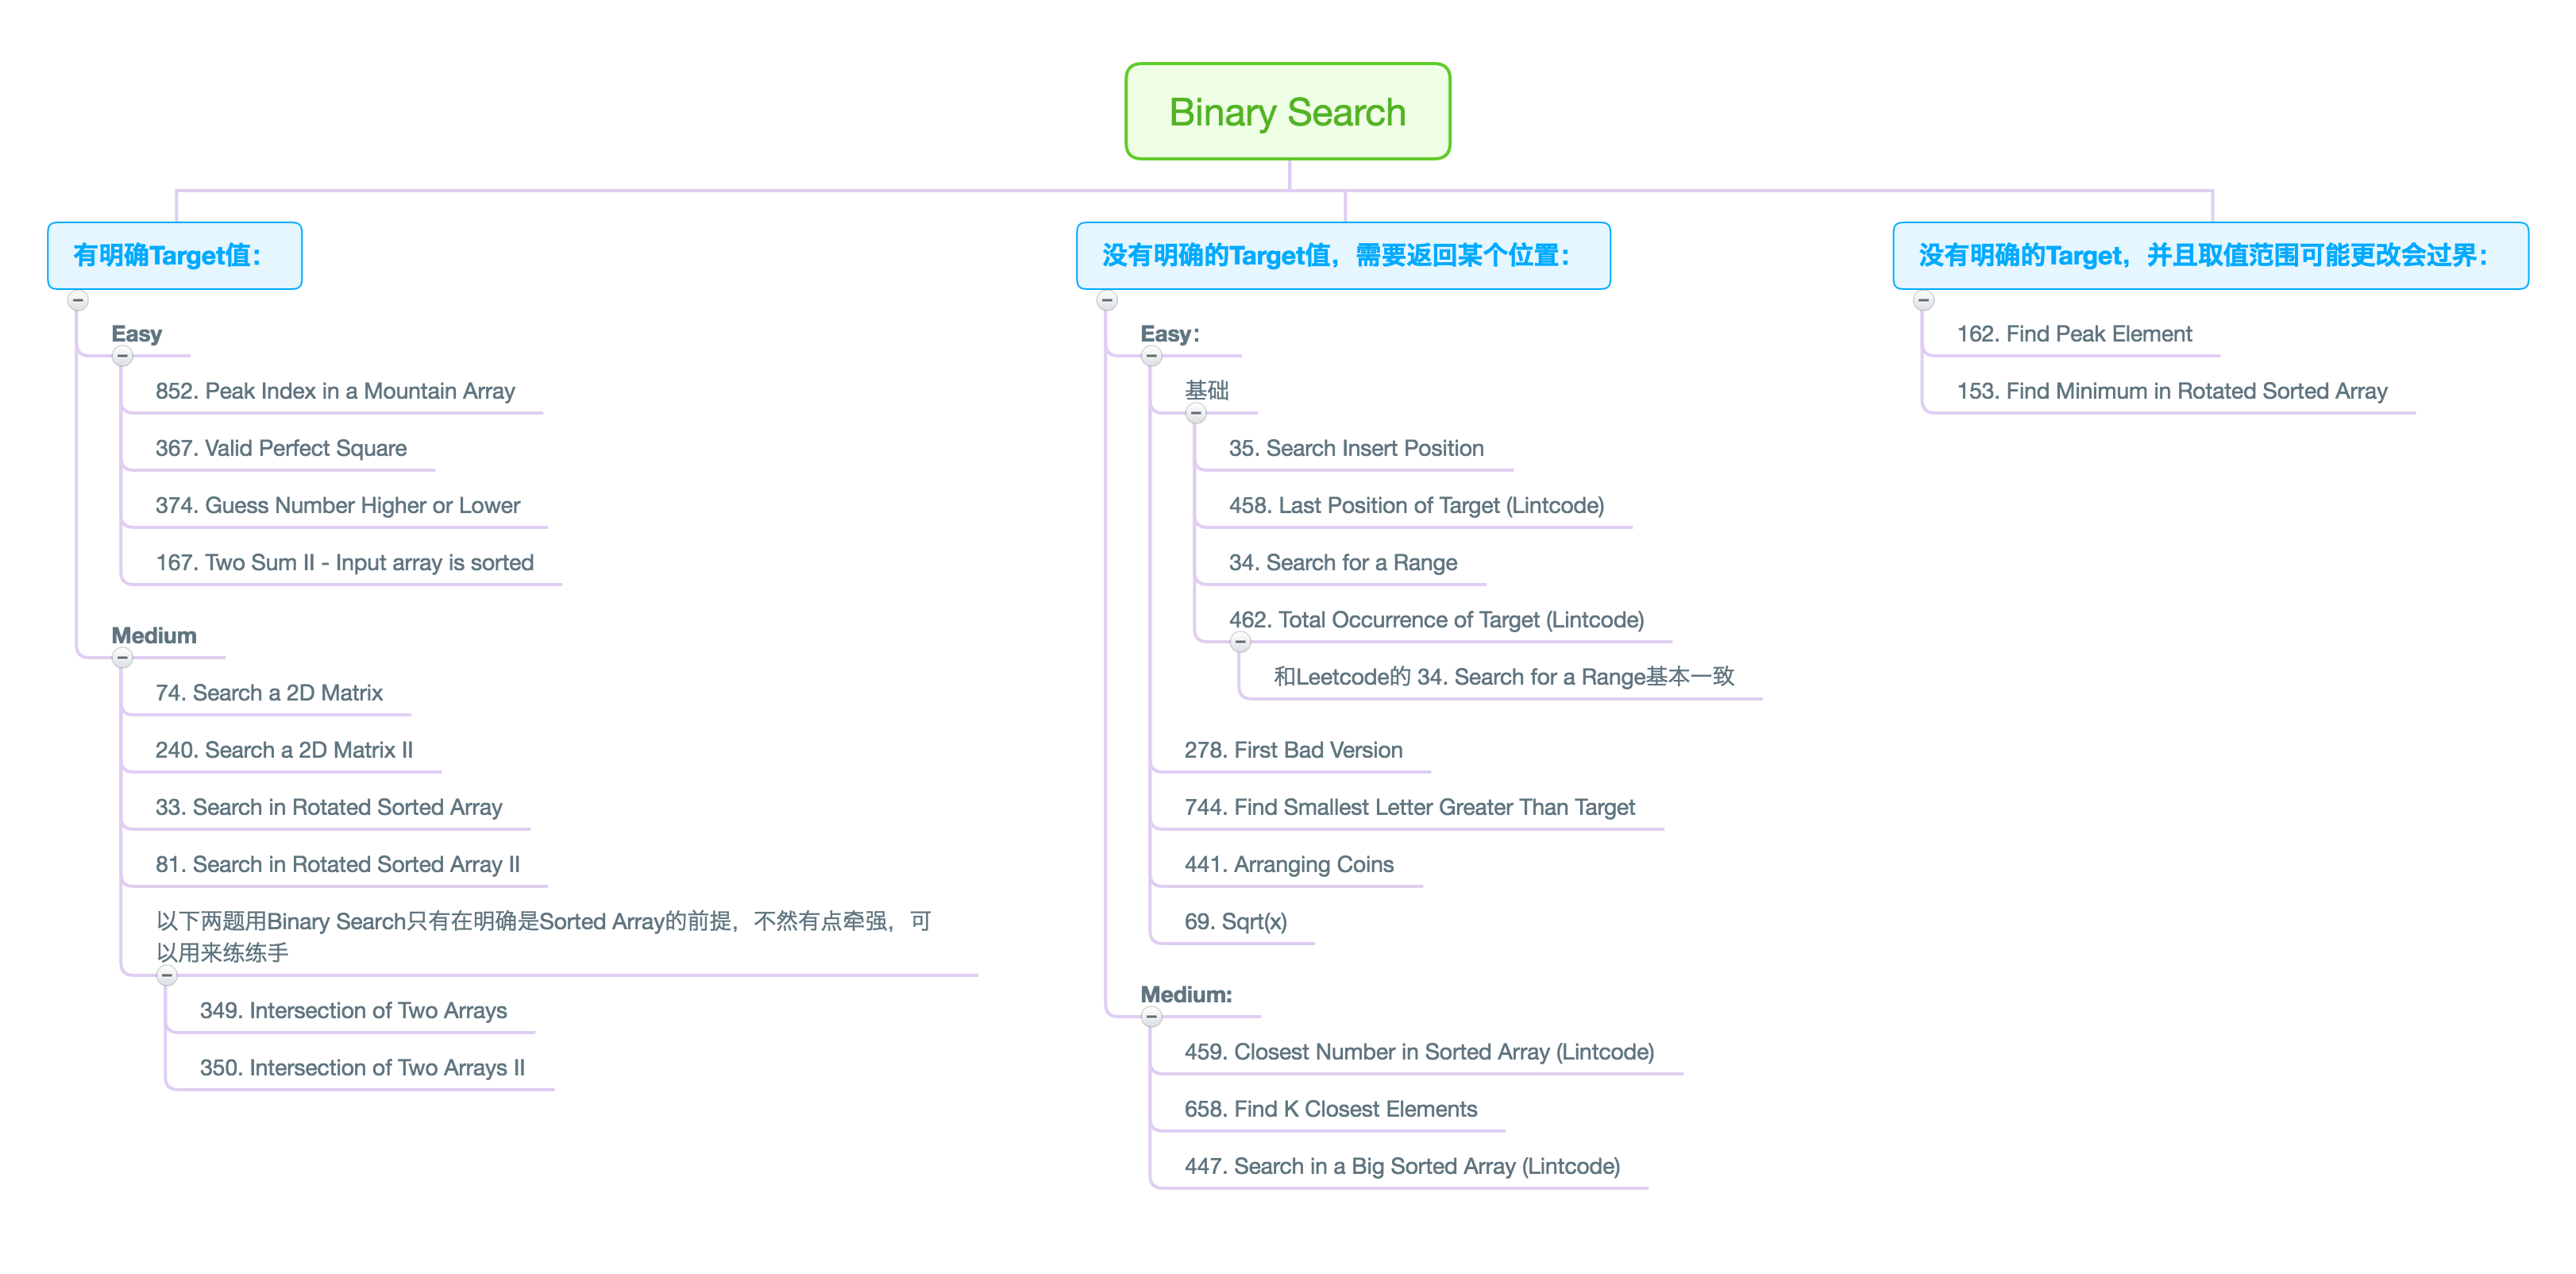 Binary Search
有明确Target值：
Easy
852. Peak Index in a Mountain Array
367. Valid Perfect Square
374. Guess Number Higher or Lower
167. Two Sum II - Input array is sorted
Medium
74. Search a 2D Matrix
240. Search a 2D Matrix II
33. Search in Rotated Sorted Array
81. Search in Rotated Sorted Array II
以下两题用Binary Search只有在明确是Sorted Array的前提，不然有点牵强，可
以用来练练手
349. Intersection of Two Arrays
350. Intersection of Two Arrays II
没有明确的Target值，需要返回某个位置：
Easy：
基础
35. Search Insert Position
458. Last Position of Target (Lintcode)
34. Search for a Range
462. Total Occurrence of Target (Lintcode)
和Leetcode的 34. Search for a Range基本一致
278. First Bad Version
744. Find Smallest Letter Greater Than Target
441. Arranging Coins
69. Sqrt(x)
Medium:
459. Closest Number in Sorted Array (Lintcode)
658. Find K Closest Elements
447. Search in a Big Sorted Array (Lintcode)
没有明确的Target，并且取值范围可能更改会过界：
162. Find Peak Element
153. Find Minimum in Rotated Sorted Array